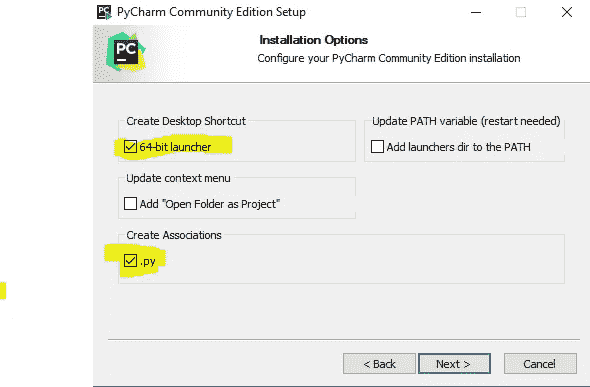 PyCharm Community Edition Setup
PC
Installation Options
Configure your PyCharm Community Edition installation
Create Desktop Shortcut
64-bit launcher
Update PATH variable (restart needed)
Add launchers dir to the PATH
Update context menu
Add "Open Folder as Project"
Create Associations
.py
< Back
Next >
Cancel